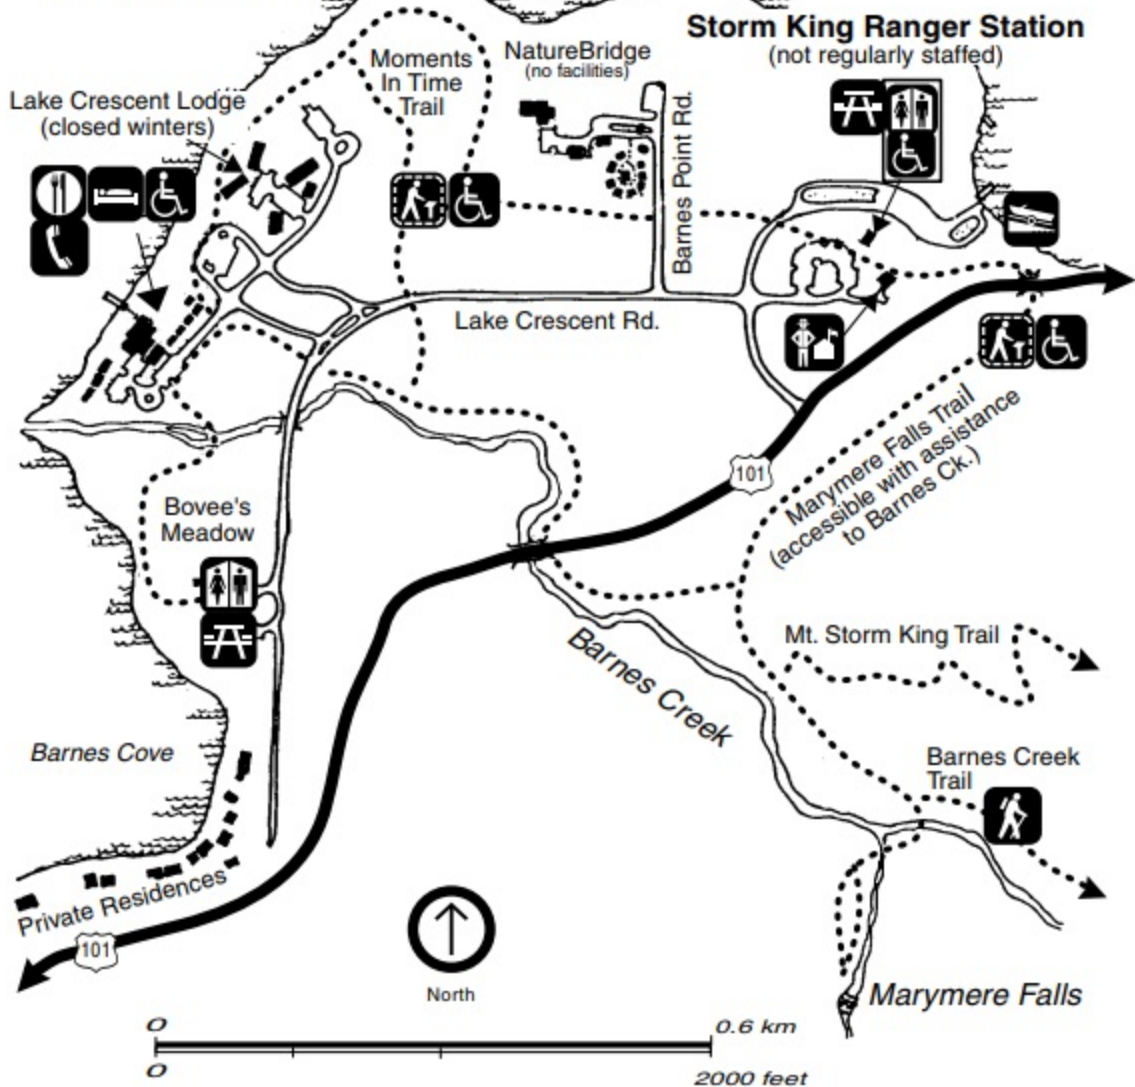 Storm King Ranger Station
(not regularly staffed)
NatureBridge
(no facilities)
Moments
In Time
Trail
Lake Crescent Lodge
(closed winters)
Barnes Point Rd.
Lake Crescent Rd.
101
Marymere Falls Trail
(accessible with assistance
to Barnes Ck.)
Bovee's
Meadow
Mt. Storm King Trail
Barnes Creek
Barnes Cove
Barnes Creek
Trail
Private Residences
101
North
Marymere Falls
0
0.6 km
0
2000 feet